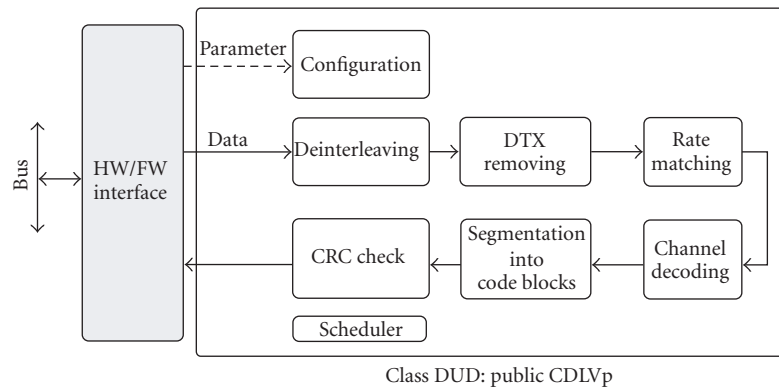 Parameter
Configuration
Bus
HW/FW
interface
Data
Deinterleaving
DTX
removing
Rate
matching
CRC check
Segmentation
into
code blocks
Channel
decoding
Scheduler
Class DUD: public CDLVp